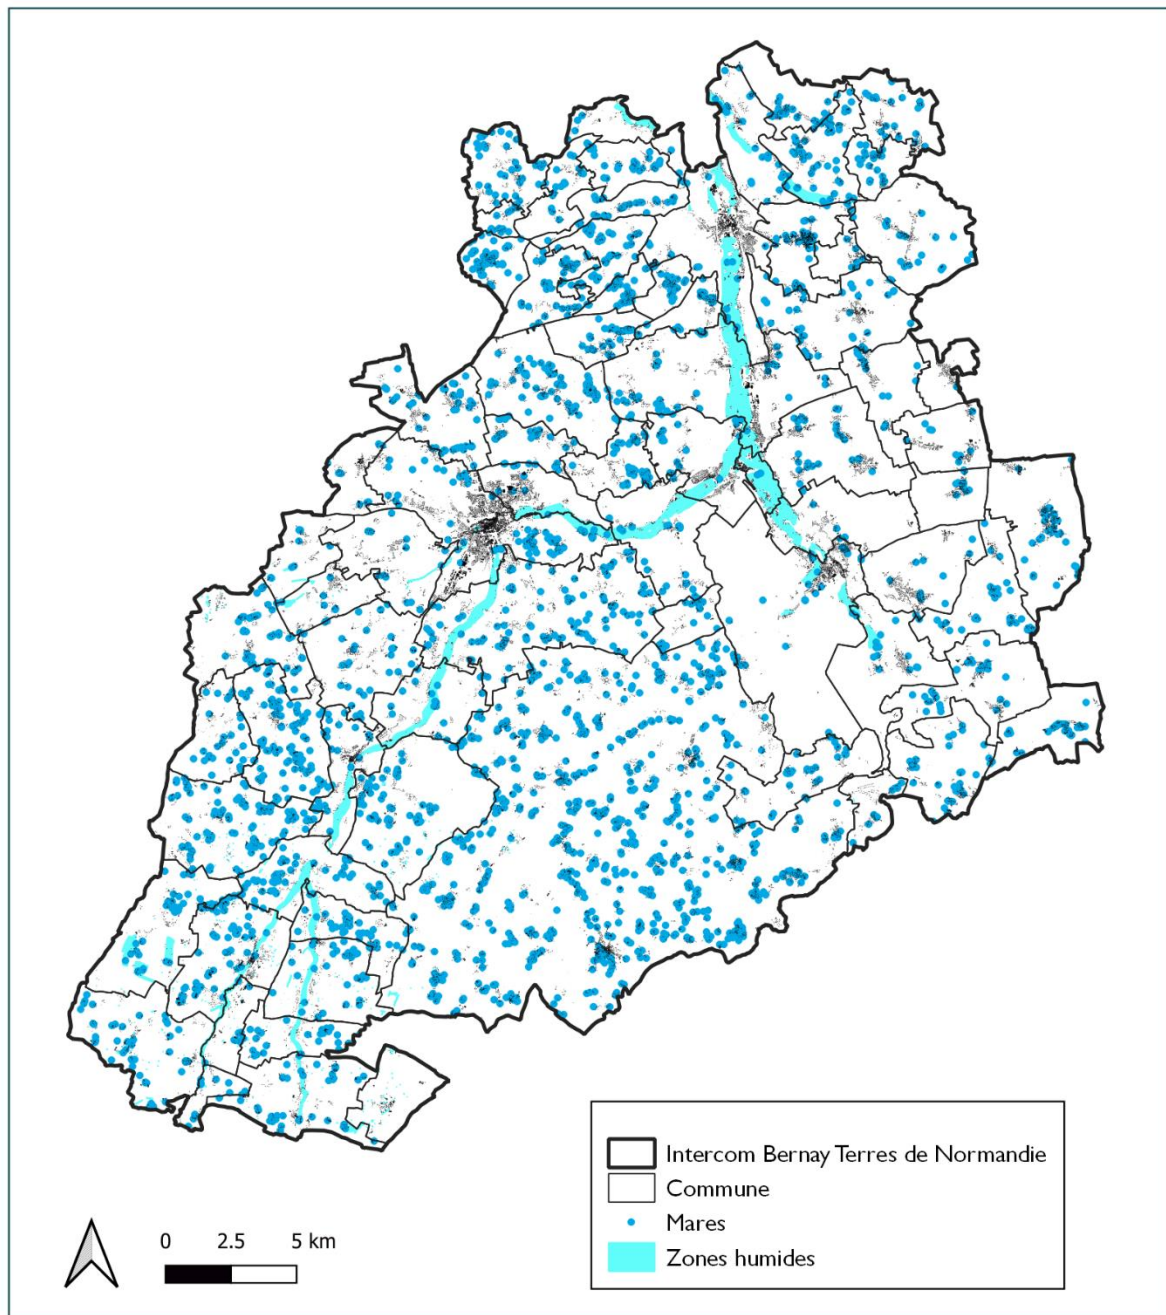 Intercom Bernay Terres de Normandie
Commune
Mares
Zones humides
0 2.5 5 km